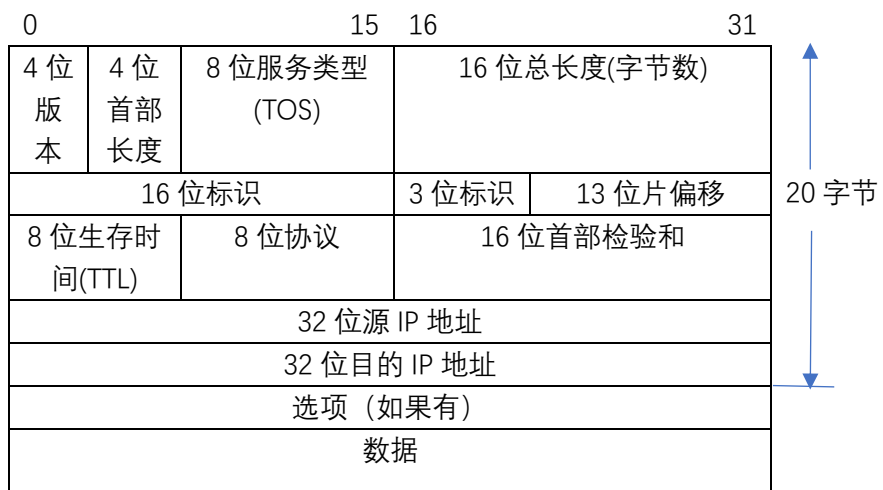 0 15 16 31
4 位 4 位 8 位服务类型 16 位总长度(字节数)
版 首部 (TOS)
本 长度
16 位标识 3 位标识 13 位片偏移 20 字节
8 位生存时 8 位协议 16 位首部检验和
间(TTL)
32 位源 IP 地址
32 位目的 IP 地址
选项（如果有）
数据